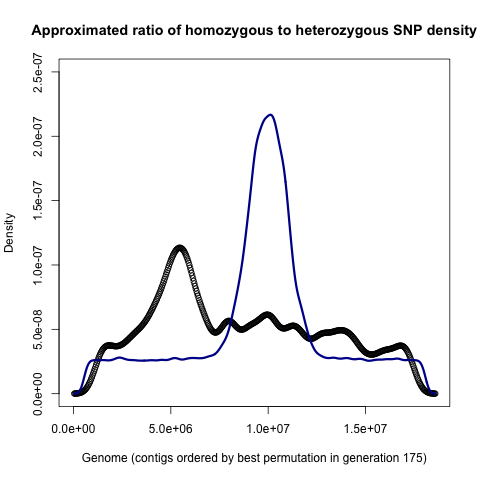 Approximated ratio of homozygous to heterozygous SNP density
2.5e-07
2.0e-07
1.5e-07
1.0e-07
5.0e-08
0.0e+00
Density
0.0e+00 5.0e+06 1.0e+07 1.5e+07
Genome (contigs ordered by best permutation in generation 175)